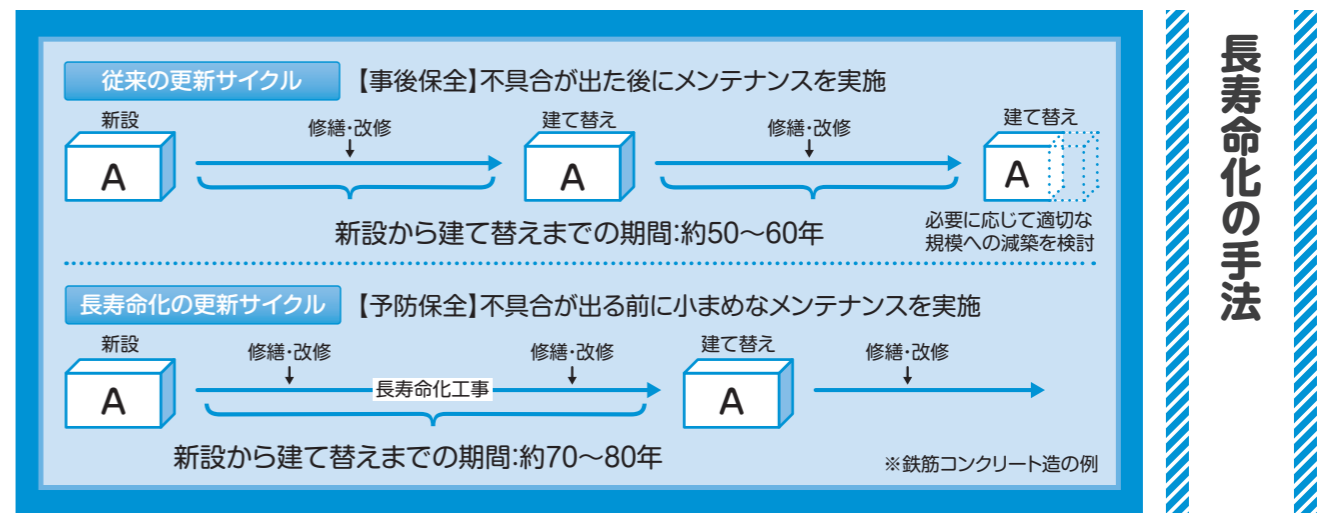 長寿命化の手法
従来の更新サイクル
【事後保全】不具合が出た後にメンテナンスを実施
新設
A
修繕・改修
建て替え
A
修繕・改修
建て替え
A
新設から建て替えまでの期間:約50〜60年
必要に応じて適切な
規模への減築を検討
長寿命化の更新サイクル
【予防保全】不具合が出る前に小まめなメンテナンスを実施
新設
A
修繕・改修
長寿命化工事
修繕・改修
建て替え
A
修繕・改修
新設から建て替えまでの期間:約70〜80年
※鉄筋コンクリート造の例